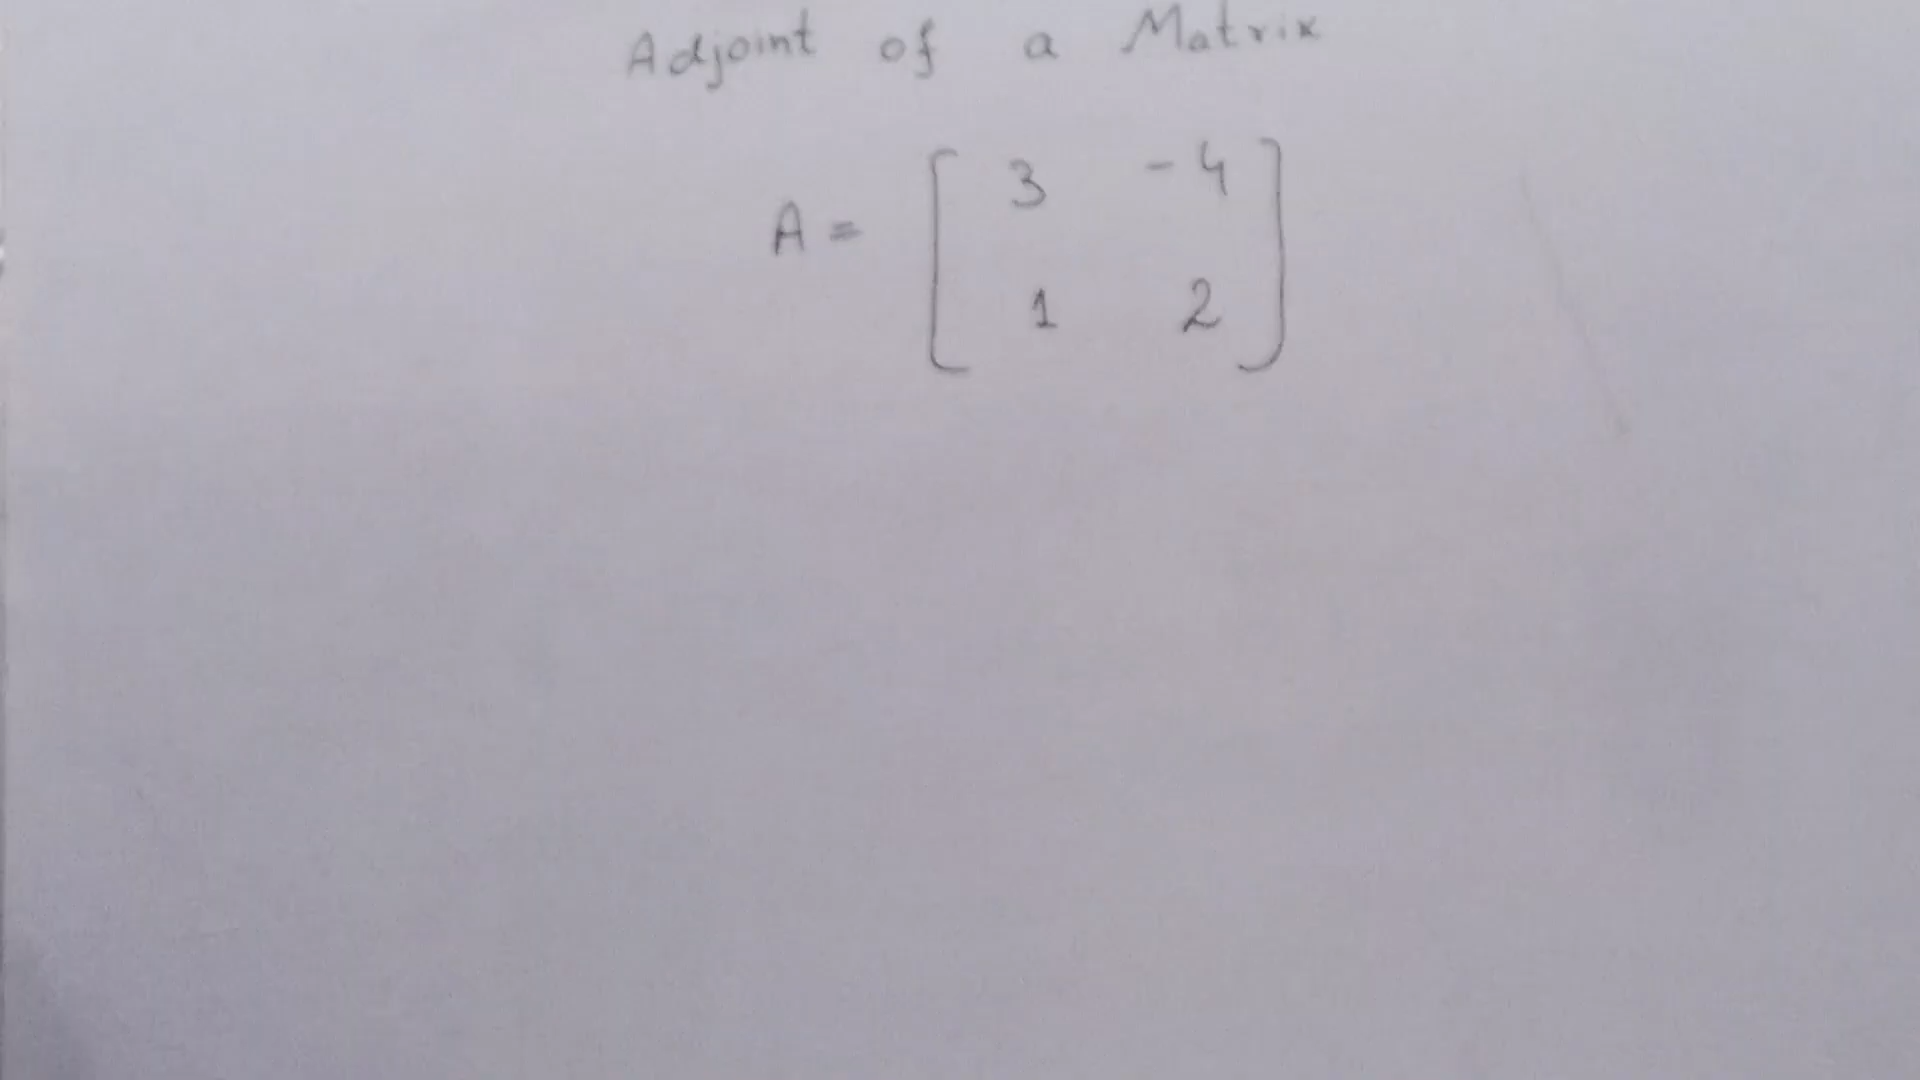 Adjoint of a Matrix
A = [ 3 -4
1 2 ]